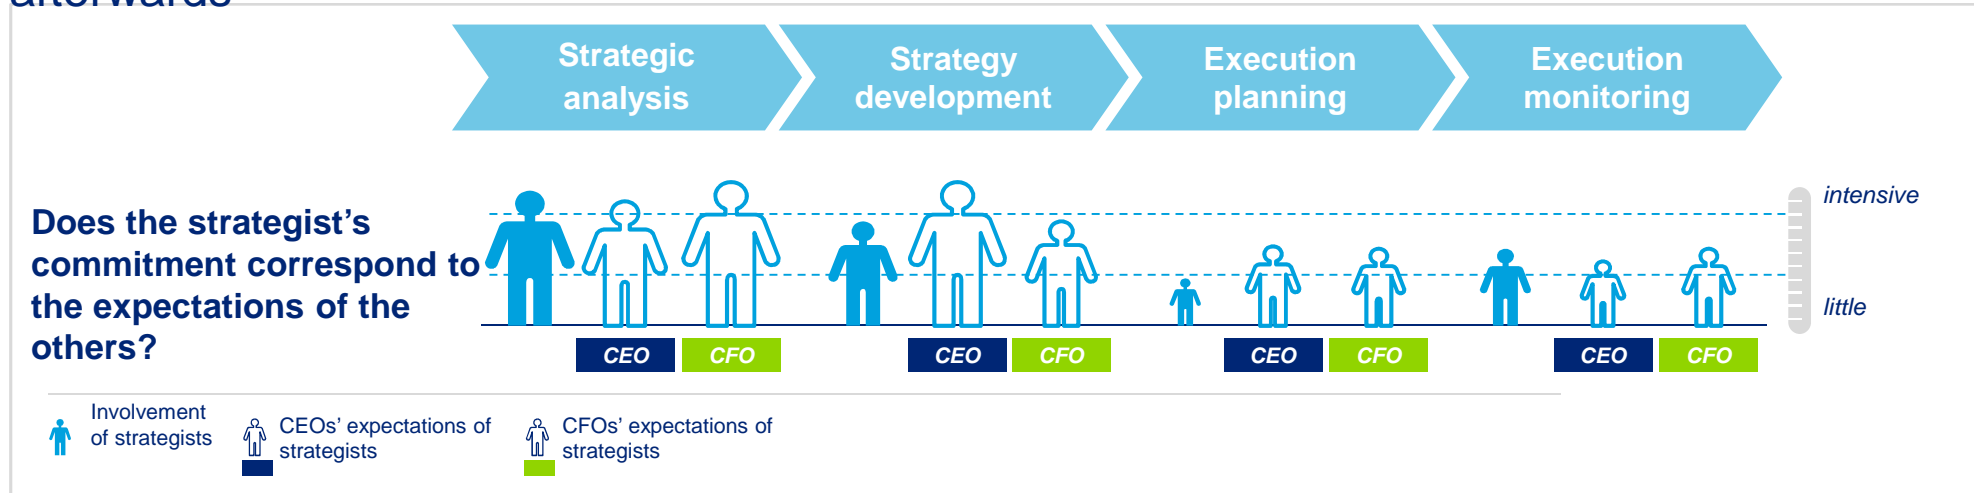 afterwards
Strategic
analysis
Strategy
development
Execution
planning
Execution
monitoring
Does the strategist’s
commitment correspond to
the expectations of the
others?
intensive
little
CEO
CFO
CEO
CFO
CEO
CFO
CEO
CFO
Involvement
of strategists
CEOs’ expectations of
strategists
CFOs’ expectations of
strategists